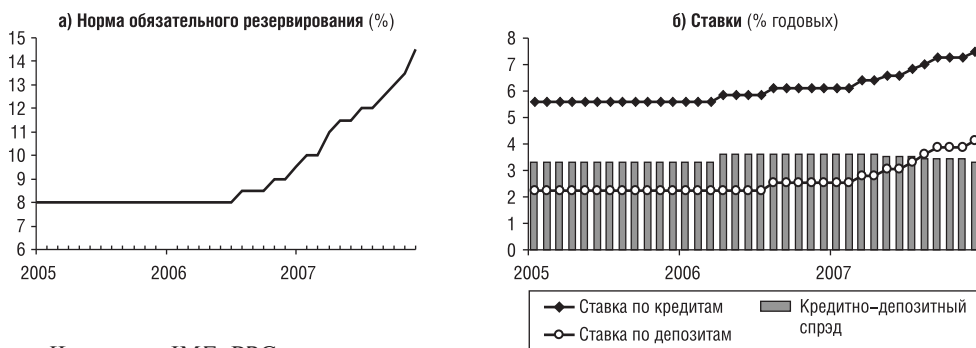 а) Норма обязательного резервирования (%)
15
14
13
12
11
10
9
8
7
6
2005 2006 2007
б) Ставки (% годовых)
8
7
6
5
4
3
2
1
0
2005 2006 2007
Ставка по кредитам
Ставка по депозитам
Кредитно–депозитный
спрэд